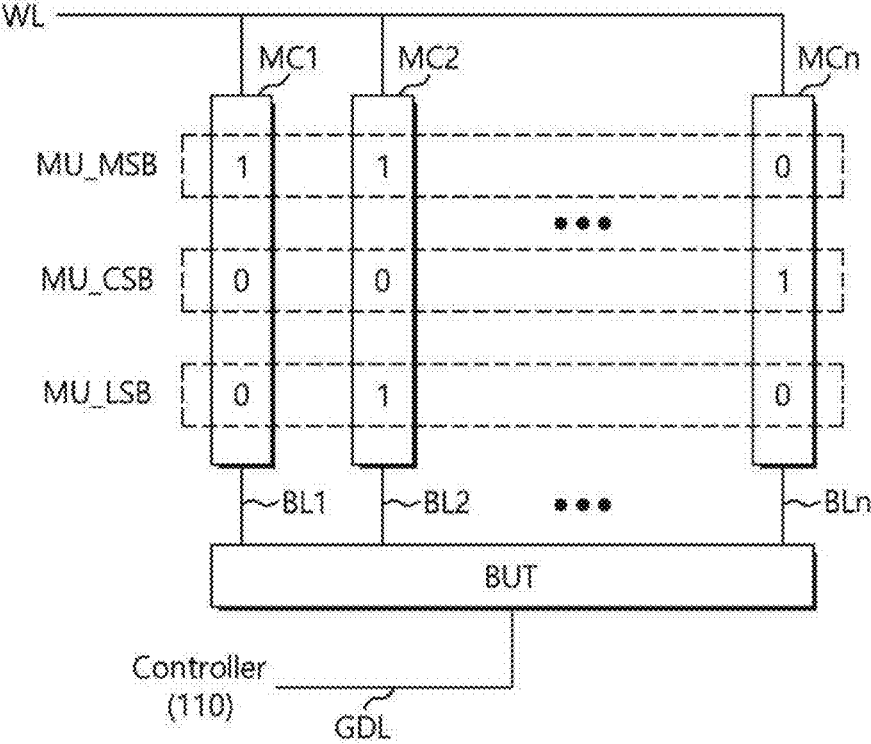 WL
MC1 MC2 MCn
MU_MSB 1 1 0
MU_CSB 0 0 1
MU_LSB 0 1 0
BL1 BL2 BLn
BUT
Controller
(110)
GDL